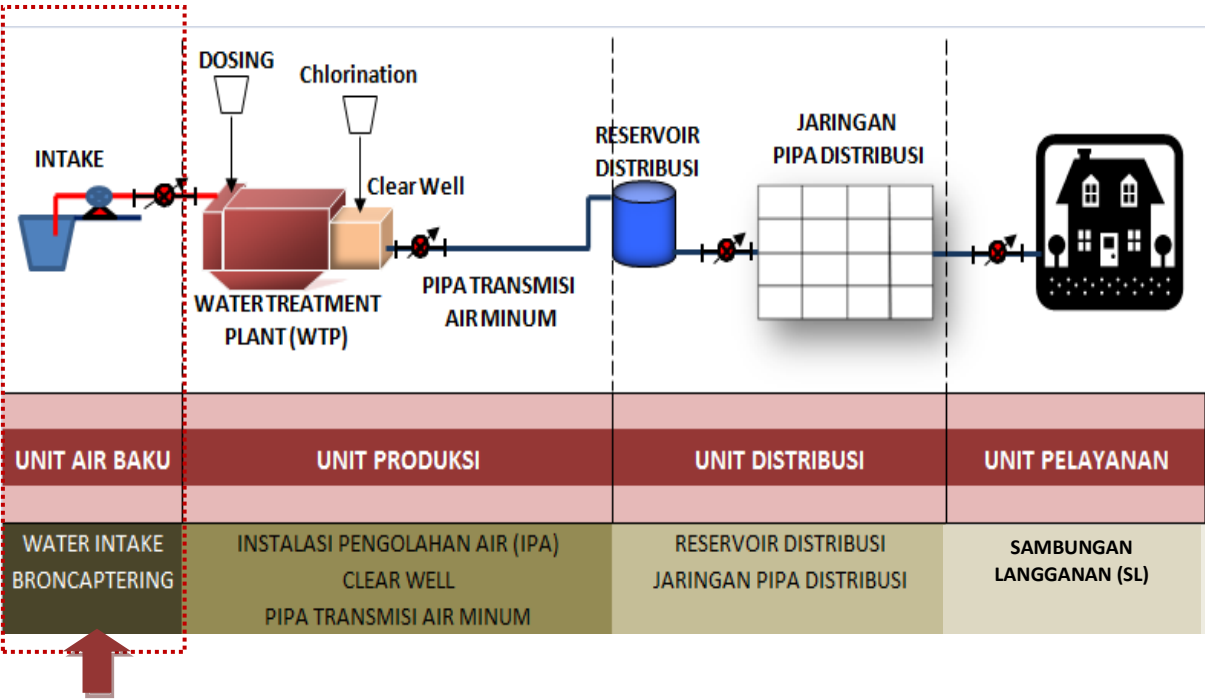 DOSING
Chlorination
INTAKE
Clear Well
WATER TREATMENT
PLANT (WTP)
PIPA TRANSMISI
AIR MINUM
RESERVOIR
DISTRIBUSI
JARINGAN
PIPA DISTRIBUSI
UNIT AIR BAKU
UNIT PRODUKSI
UNIT DISTRIBUSI
UNIT PELAYANAN
WATER INTAKE
BRONCAPTERING
INSTALASI PENGOLAHAN AIR (IPA)
CLEAR WELL
PIPA TRANSMISI AIR MINUM
RESERVOIR DISTRIBUSI
JARINGAN PIPA DISTRIBUSI
SAMBUNGAN
LANGGANAN (SL)